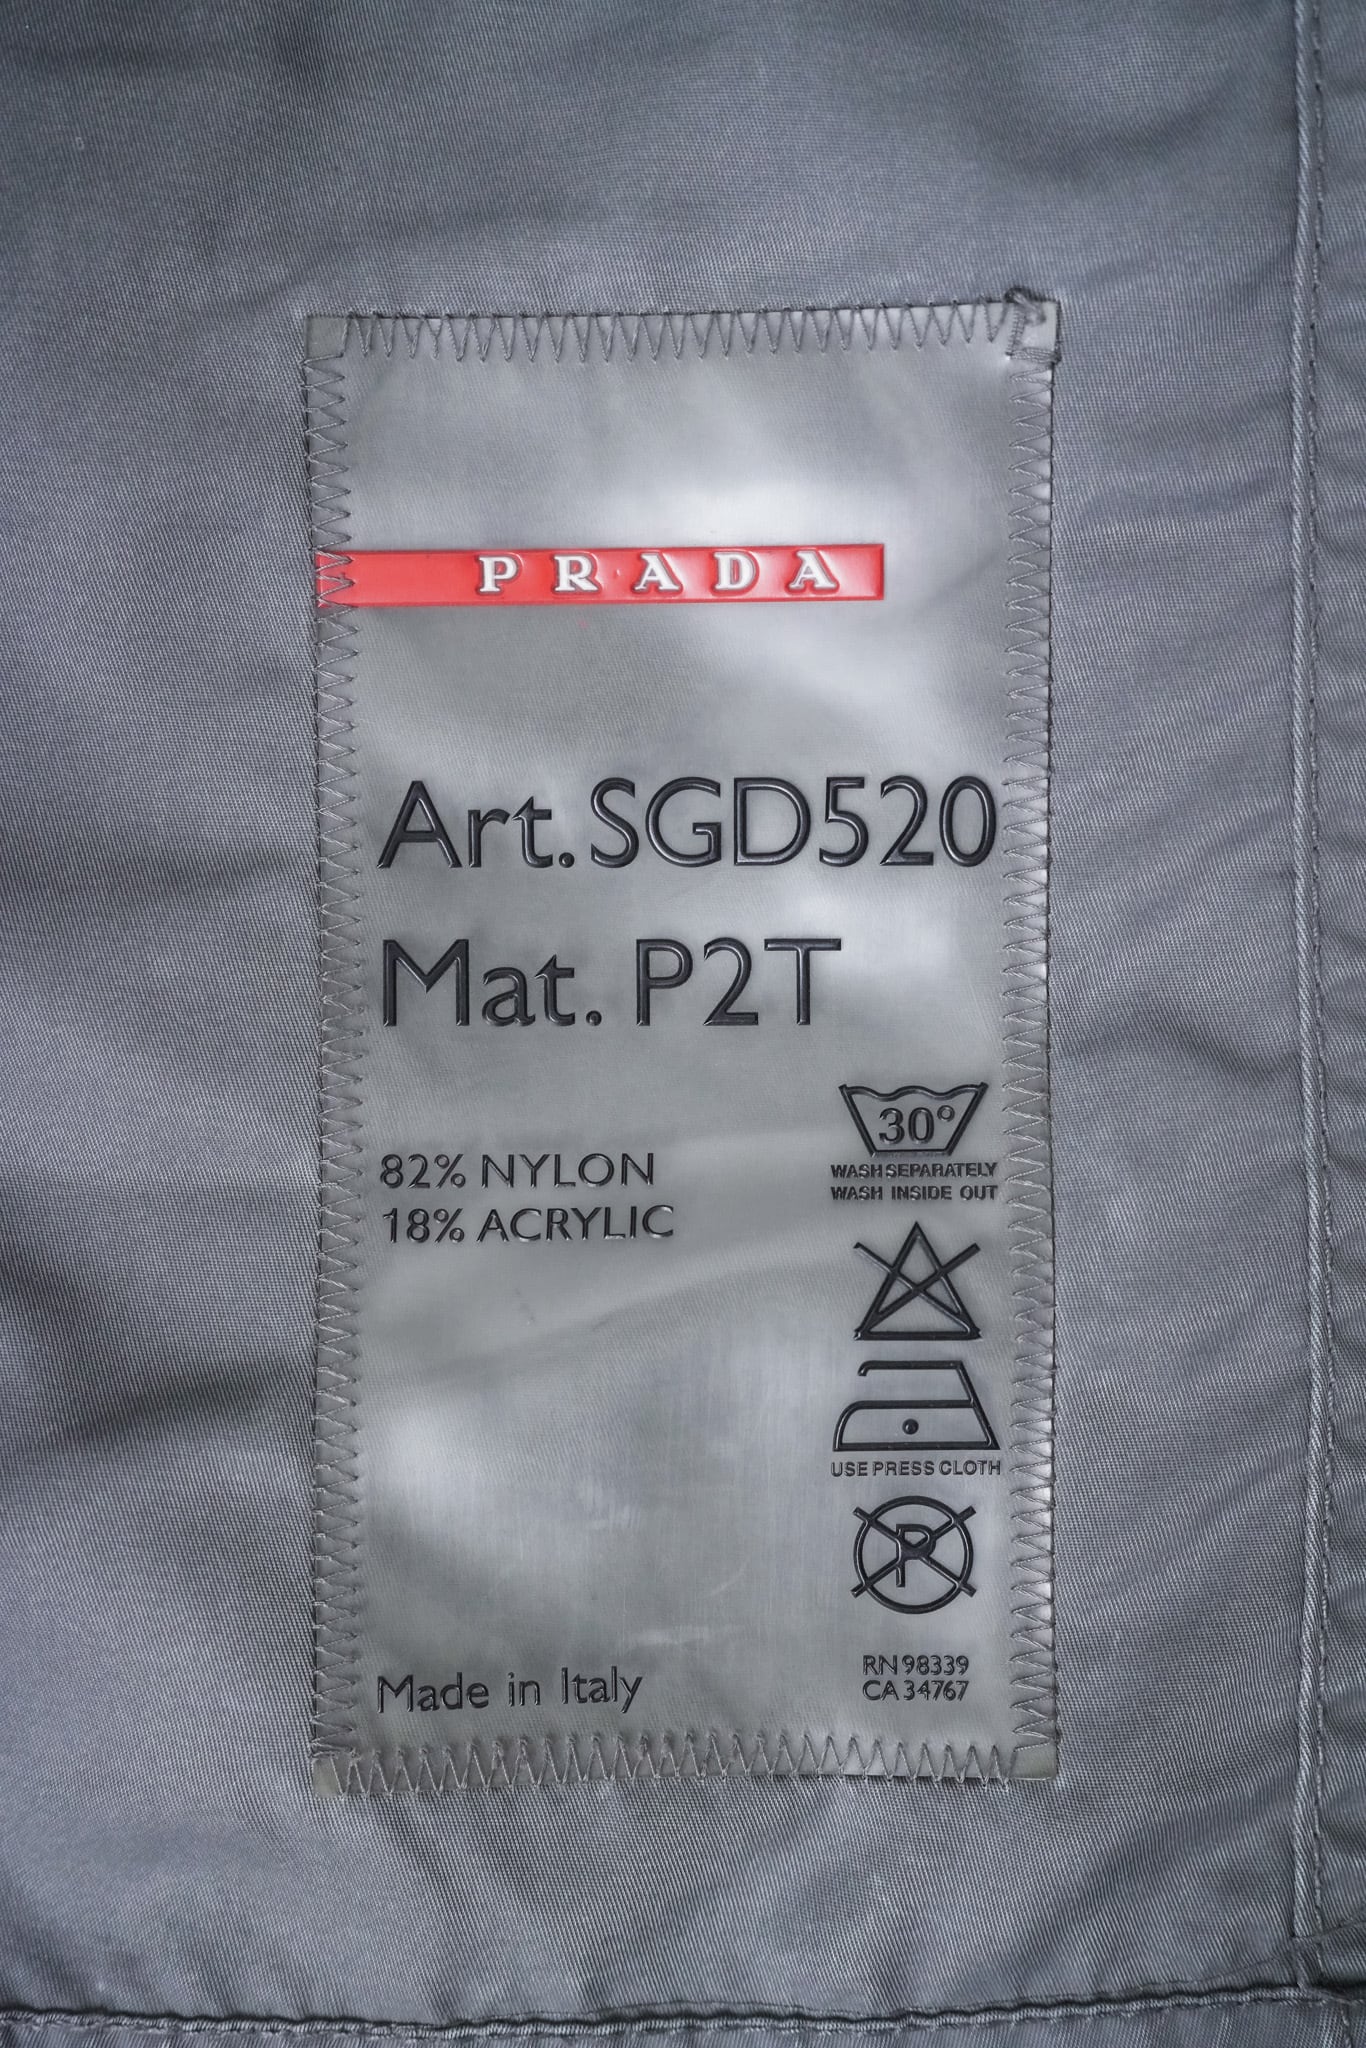 PRADA
Art. SGD520
Mat. P2T
30°
WASH SEPARATELY
WASH INSIDE OUT
82% NYLON
18% ACRYLIC
USE PRESS CLOTH
P
Made in Italy
RN 98339
CA 34767